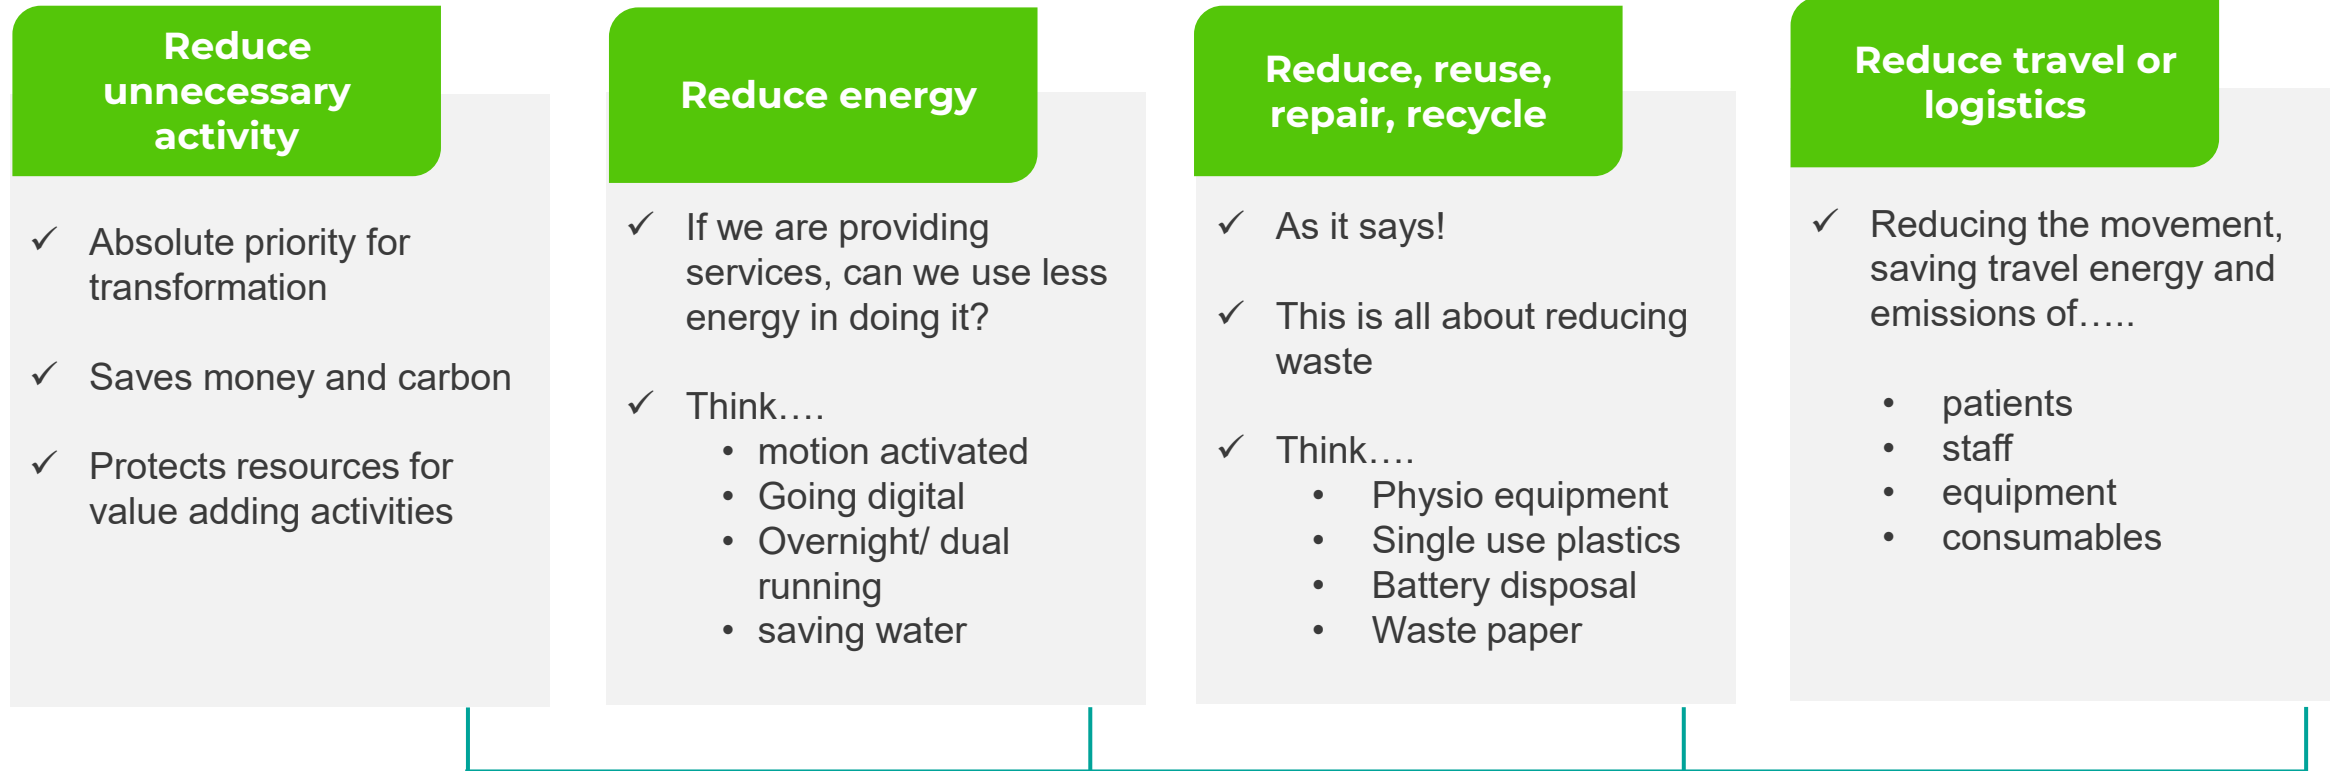 Reduce
unnecessary
activity
✓ Absolute priority for
transformation
✓ Saves money and carbon
✓ Protects resources for
value adding activities
Reduce energy
✓ If we are providing
services, can we use less
energy in doing it?
✓ Think….
• motion activated
• Going digital
• Overnight/ dual
running
• saving water
Reduce, reuse,
repair, recycle
✓ As it says!
✓ This is all about reducing
waste
✓ Think….
• Physio equipment
• Single use plastics
• Battery disposal
• Waste paper
Reduce travel or
logistics
✓ Reducing the movement,
saving travel energy and
emissions of…..
• patients
• staff
• equipment
• consumables